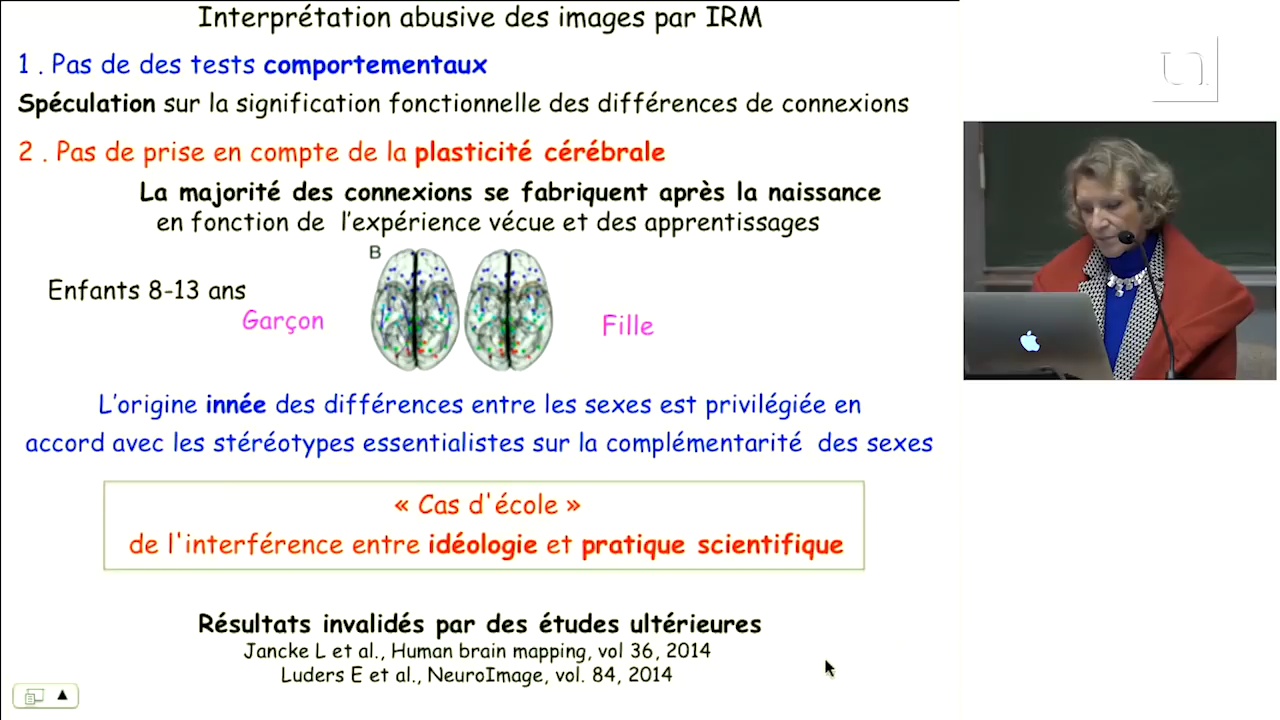 Interprétation abusive des images par IRM
1 . Pas de des tests comportementaux
Spéculation sur la signification fonctionnelle des différences de connexions
2 . Pas de prise en compte de la plasticité cérébrale
La majorité des connexions se fabriquent après la naissance
en fonction de l'expérience vécue et des apprentissages
B
Enfants 8-13 ans
Garçon
Fille
L'origine innée des différences entre les sexes est privilégiée en
accord avec les stéréotypes essentialistes sur la complémentarité des sexes
« Cas d'école »
de l'interférence entre idéologie et pratique scientifique
Résultats invalidés par des études ultérieures
Jancke L et al., Human brain mapping, vol 36, 2014
Luders E et al., NeuroImage, vol. 84, 2014